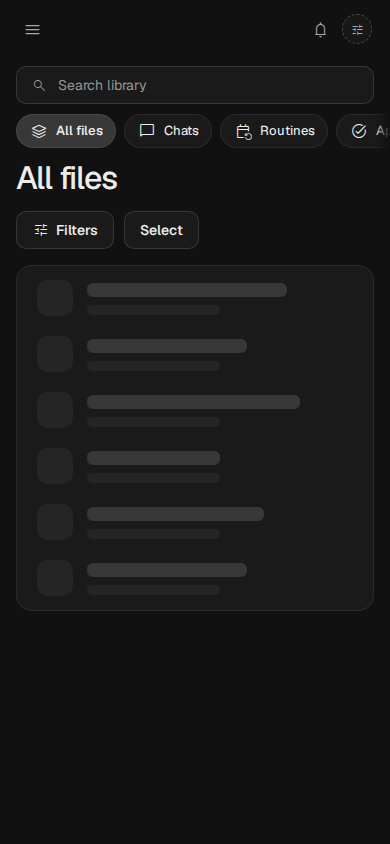 Search library
All files
Chats
Routines
All files
Filters
Select